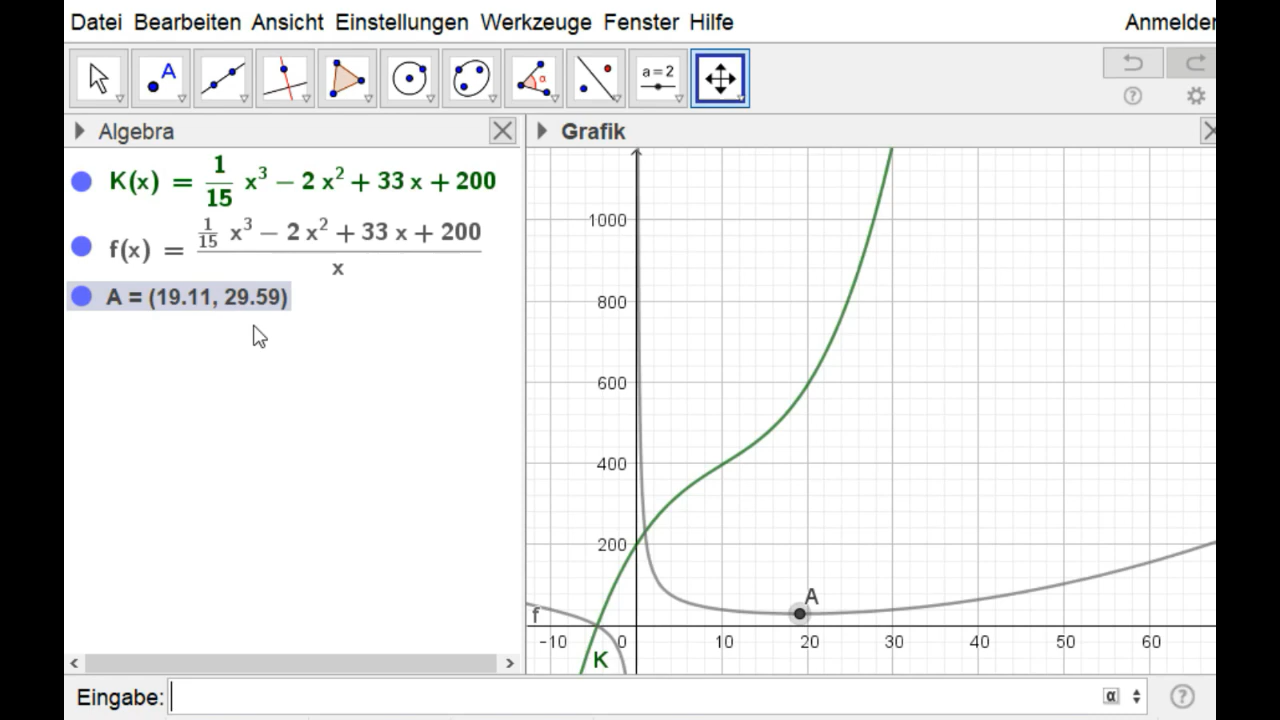 Datei Bearbeiten Ansicht Einstellungen Werkzeuge Fenster Hilfe Anmelden
A α a=2
Algebra
Grafik
K(x) = 1/15 x³ − 2 x² + 33 x + 200
f(x) = (1/15 x³ − 2 x² + 33 x + 200) / x
A = (19.11, 29.59)
1000
800
600
400
200
A
f
-10 0 10 20 30 40 50 60
K
Eingabe: α